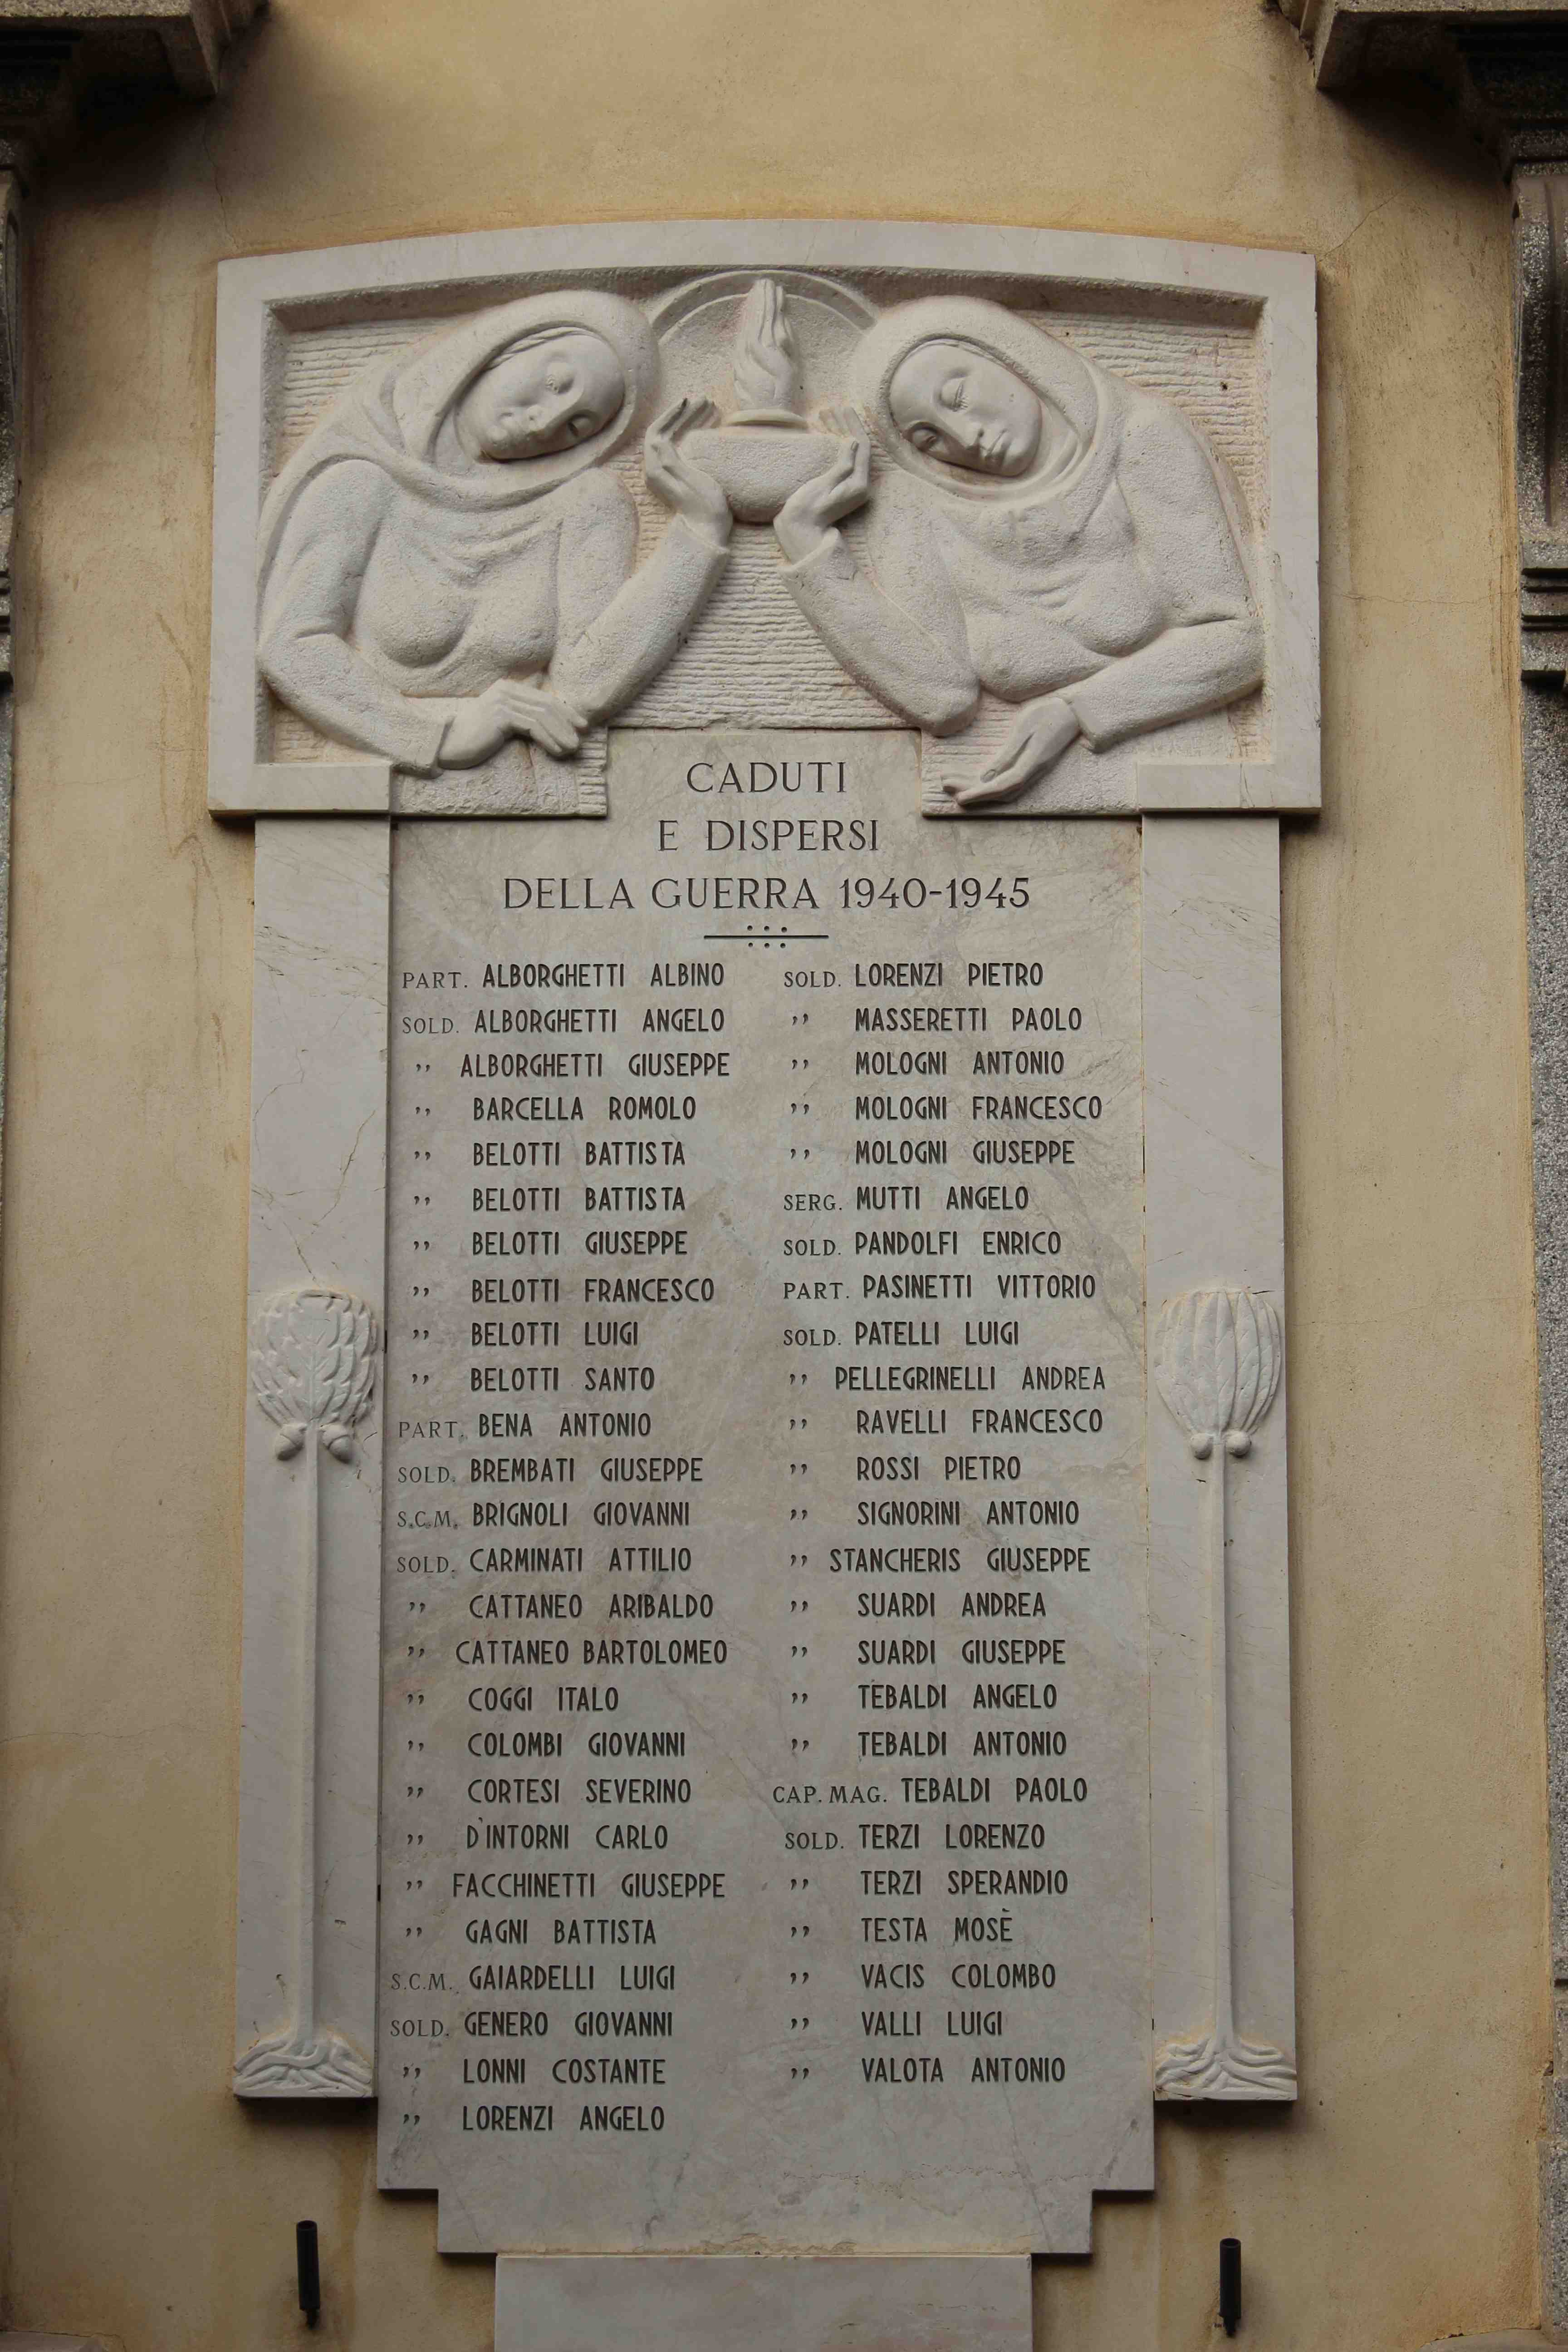 CADUTI
E DISPERSI
DELLA GUERRA 1940-1945
PART. ALBORGHETTI ALBINO
SOLD. ALBORGHETTI ANGELO
,, ALBORGHETTI GIUSEPPE
,, BARCELLA ROMOLO
,, BELOTTI BATTISTA
,, BELOTTI BATTISTA
,, BELOTTI GIUSEPPE
,, BELOTTI FRANCESCO
,, BELOTTI LUIGI
,, BELOTTI SANTO
PART. BENA ANTONIO
SOLD. BREMBATI GIUSEPPE
S.C.M. BRIGNOLI GIOVANNI
SOLD. CARMINATI ATTILIO
,, CATTANEO ARIBALDO
,, CATTANEO BARTOLOMEO
,, COGGI ITALO
,, COLOMBI GIOVANNI
,, CORTESI SEVERINO
,, D'INTORNI CARLO
,, FACCHINETTI GIUSEPPE
,, GAGNI BATTISTA
S.C.M. GAIARDELLI LUIGI
SOLD. GENERO GIOVANNI
,, LONNI COSTANTE
,, LORENZI ANGELO
SOLD. LORENZI PIETRO
,, MASSERETTI PAOLO
,, MOLOGNI ANTONIO
,, MOLOGNI FRANCESCO
,, MOLOGNI GIUSEPPE
SERG. MUTTI ANGELO
SOLD. PANDOLFI ENRICO
PART. PASINETTI VITTORIO
SOLD. PATELLI LUIGI
,, PELLEGRINELLI ANDREA
,, RAVELLI FRANCESCO
,, ROSSI PIETRO
,, SIGNORINI ANTONIO
,, STANCHERIS GIUSEPPE
,, SUARDI ANDREA
,, SUARDI GIUSEPPE
,, TEBALDI ANGELO
,, TEBALDI ANTONIO
CAP. MAG. TEBALDI PAOLO
SOLD. TERZI LORENZO
,, TERZI SPERANDIO
,, TESTA MOSÈ
,, VACIS COLOMBO
,, VALLI LUIGI
,, VALOTA ANTONIO